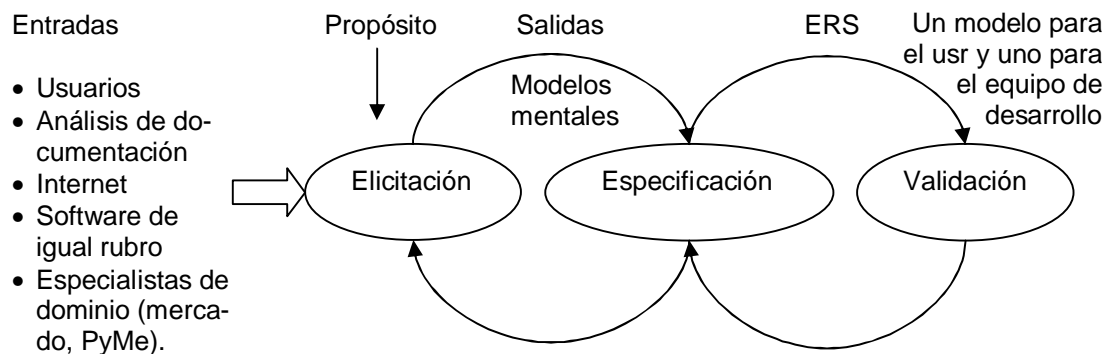 Entradas
• Usuarios
• Análisis de do-
cumentación
• Internet
• Software de
igual rubro
• Especialistas de
dominio (merca-
do, PyMe).
Propósito
Salidas
Modelos
mentales
ERS
Un modelo para
el usr y uno para
el equipo de
desarrollo
Elicitación
Especificación
Validación